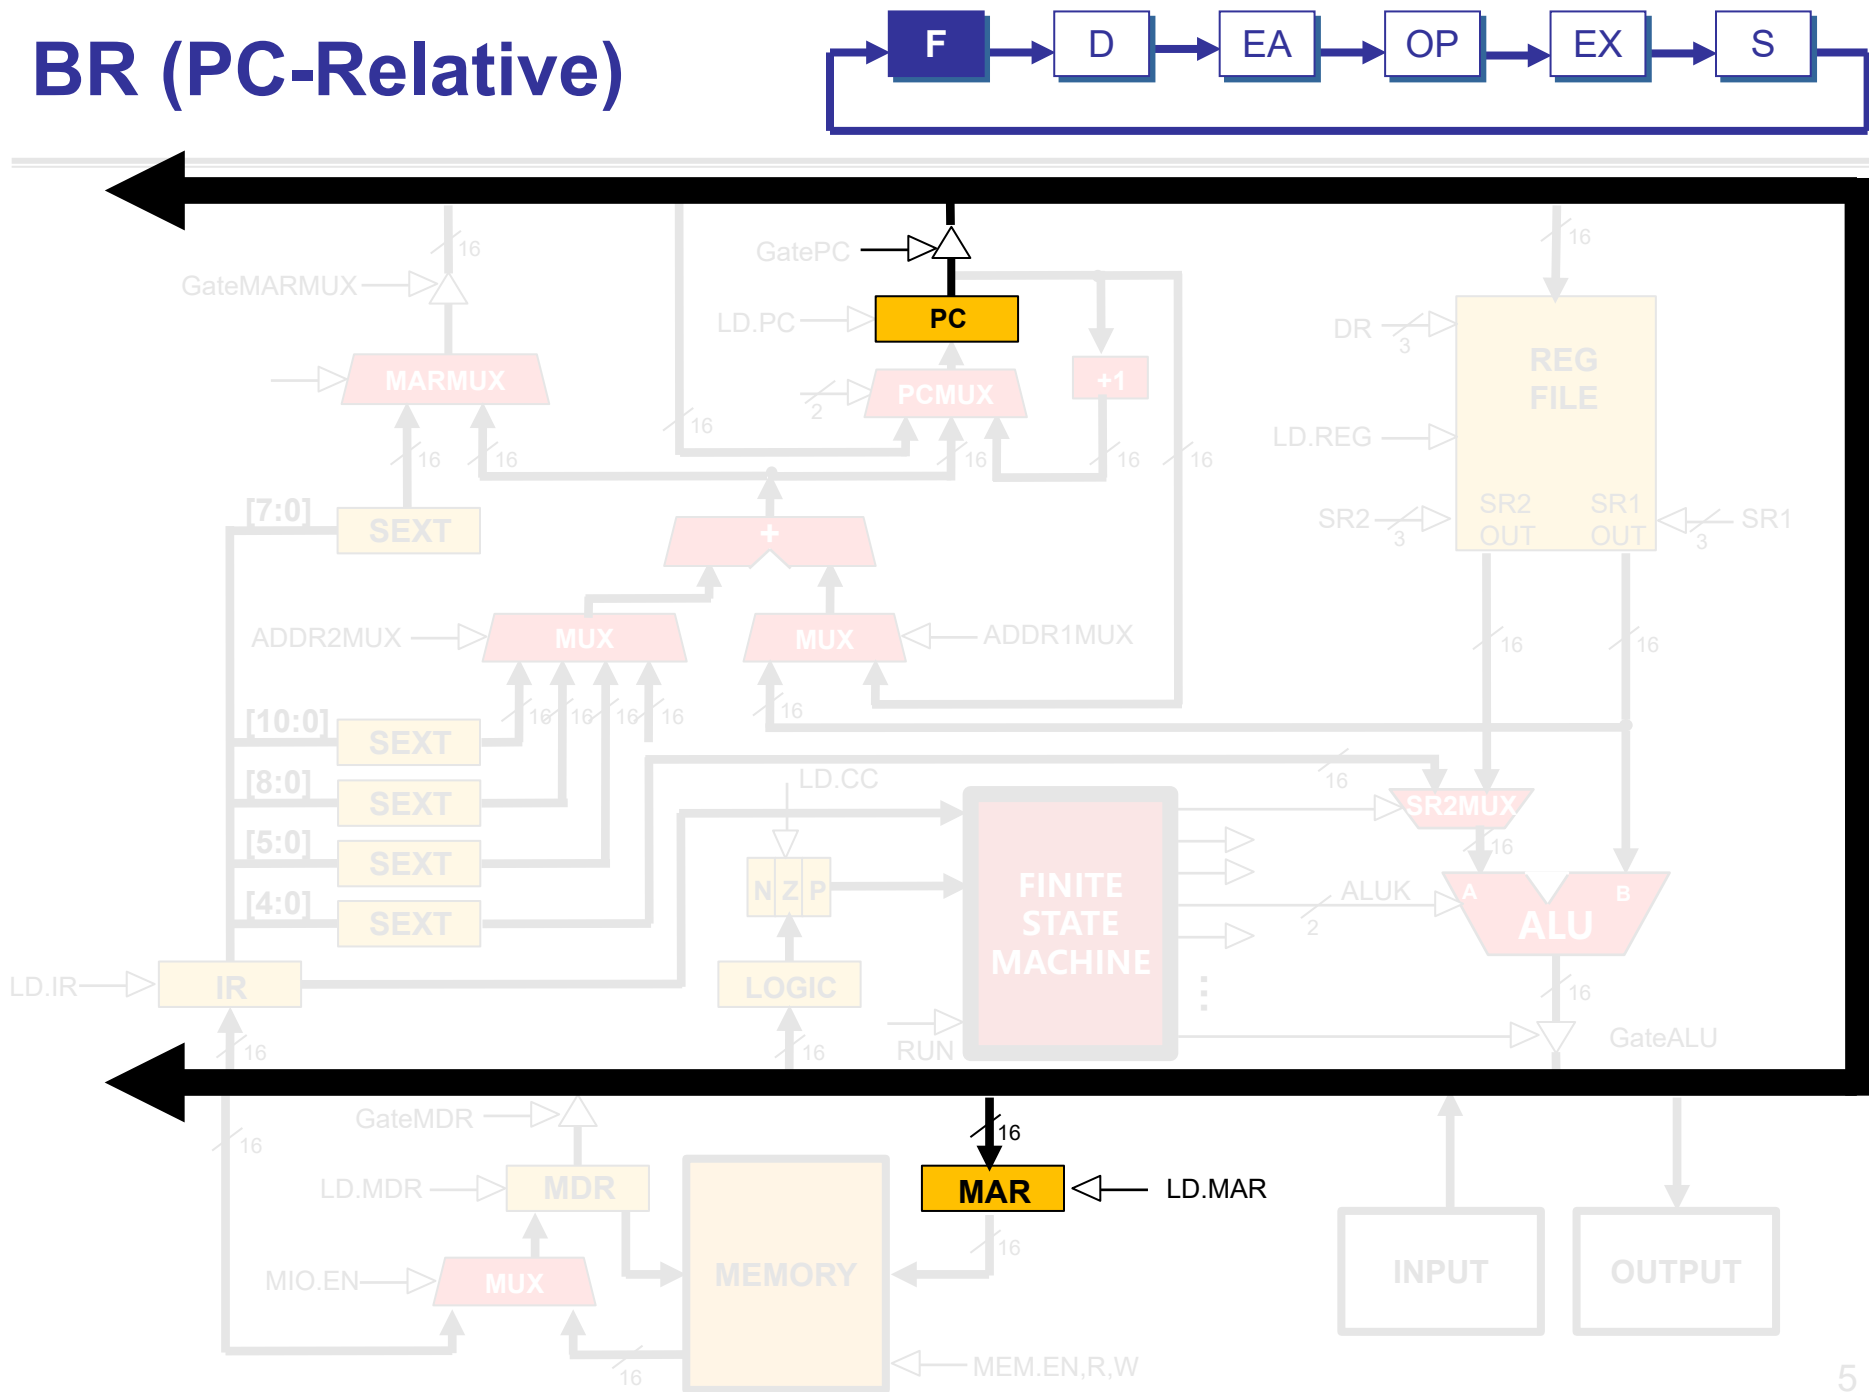 BR (PC-Relative)
F D EA OP EX S
16
GatePC
16
GateMARMUX
LD.PC
PC
DR
3
REG
FILE
MARMUX
2
PCMUX
+1
16
LD.REG
16
16
16
16
16
[7:0]
SEXT
+
SR2
3
SR2
OUT
SR1
OUT
SR1
3
ADDR2MUX
MUX
MUX
ADDR1MUX
16
16
[10:0]
SEXT
16
16
16
16
16
[8:0]
SEXT
LD.CC
16
SR2MUX
[5:0]
SEXT
16
N Z P
FINITE
STATE
MACHINE
ALUK
2
A
B
ALU
[4:0]
SEXT
LD.IR
IR
LOGIC
⋮
16
16
16
RUN
GateALU
GateMDR
16
16
LD.MDR
MDR
MAR
LD.MAR
16
MIO.EN
MUX
MEMORY
INPUT
OUTPUT
16
MEM.EN,R,W
5